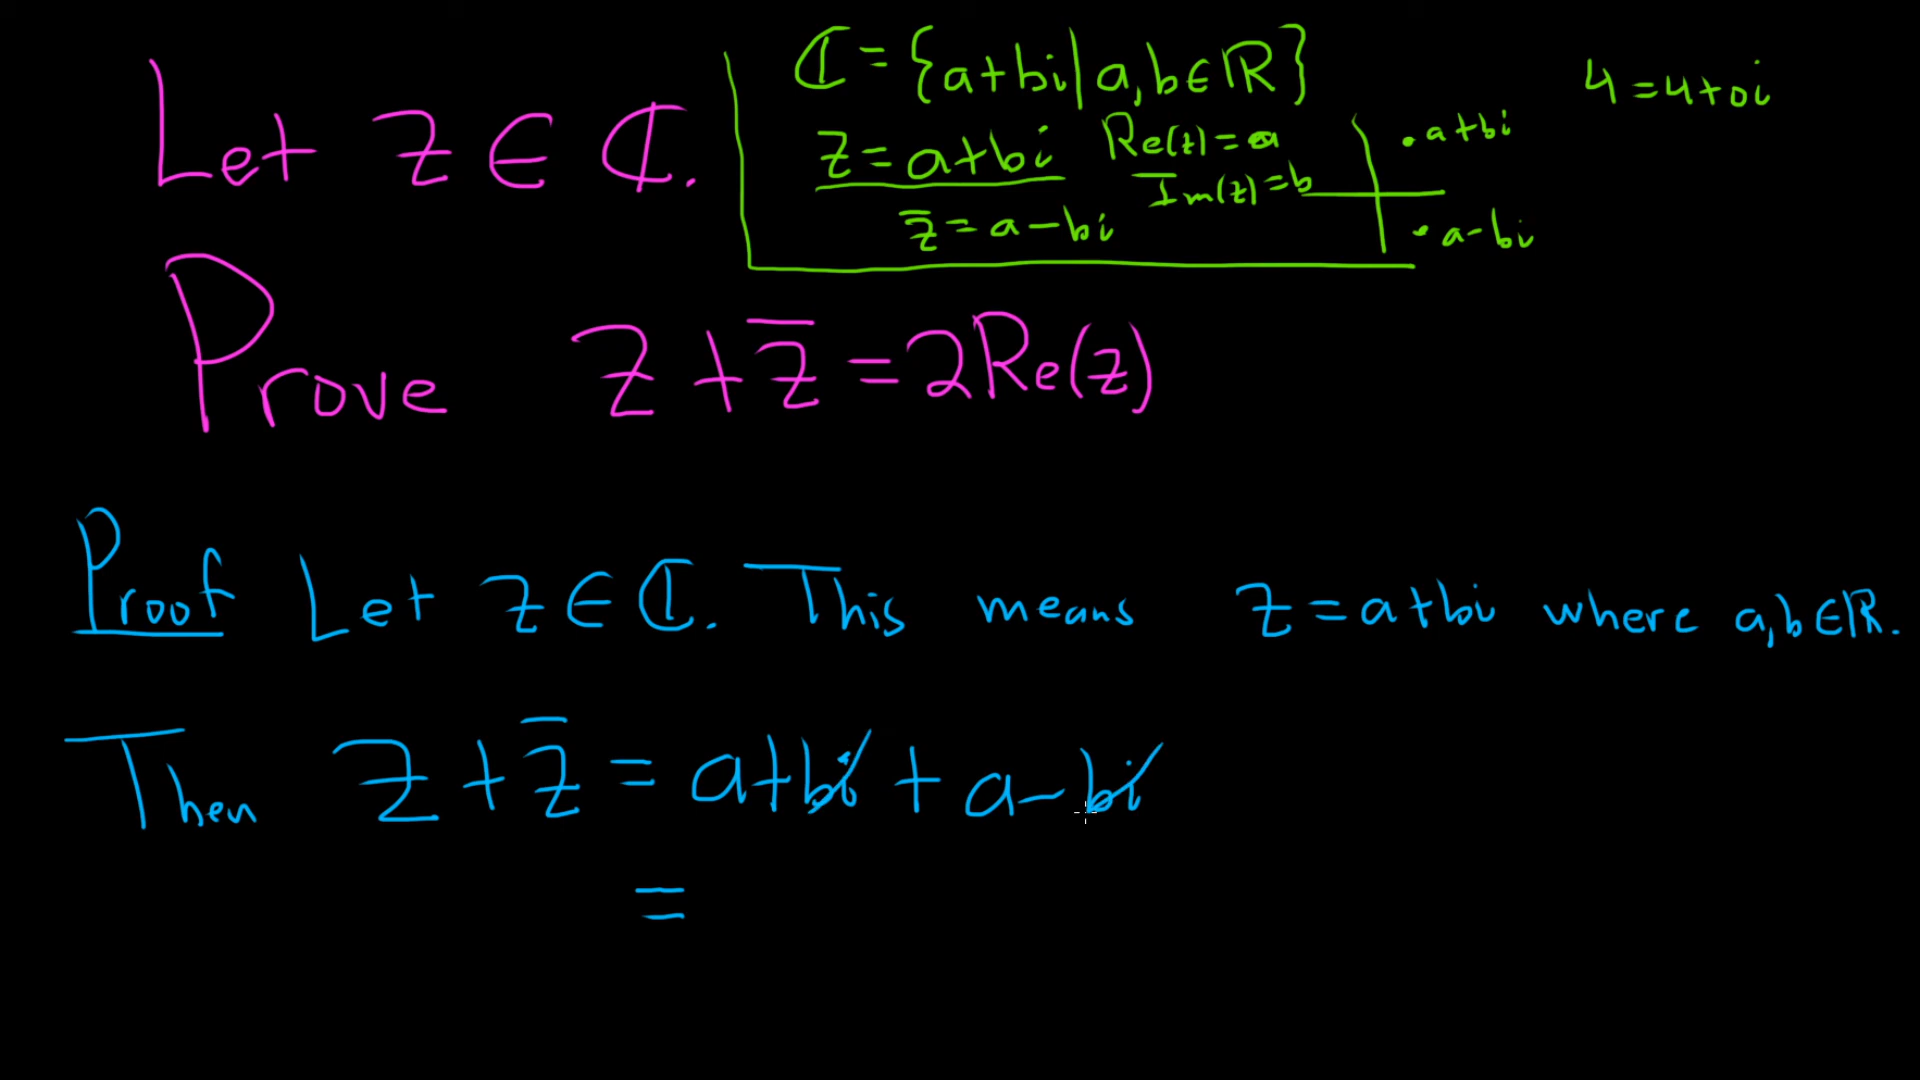 Let z ∈ ℂ.
ℂ = {a+bi | a, b ∈ ℝ}
4 = 4+0i
z = a+bi
Re(z) = a
Im(z) = b
z̅ = a-bi
a+bi
a-bi
Prove z + z̅ = 2Re(z)
Proof Let z ∈ ℂ. This means z = a+bi where a, b ∈ ℝ.
Then z + z̅ = a+bi + a-bi
=